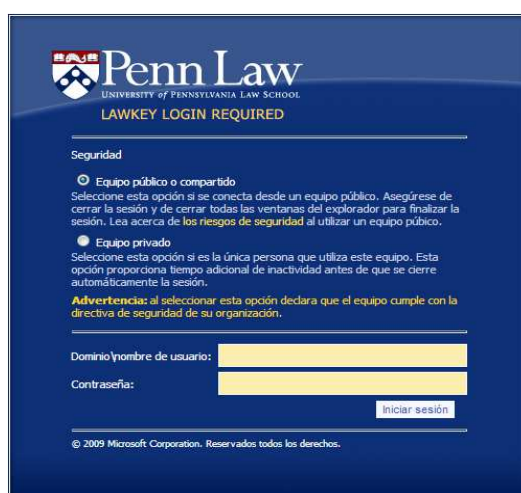 Penn Law
UNIVERSITY of PENNSYLVANIA LAW SCHOOL
LAWKEY LOGIN REQUIRED
Seguridad
Equipo público o compartido
Seleccione esta opción si se conecta desde un equipo público. Asegúrese de
cerrar la sesión y de cerrar todas las ventanas del explorador para finalizar la
sesión. Lea acerca de los riesgos de seguridad al utilizar un equipo púbico.
Equipo privado
Seleccione esta opción si es la única persona que utiliza este equipo. Esta
opción proporciona tiempo adicional de inactividad antes de que se cierre
automáticamente la sesión.
Advertencia: al seleccionar esta opción declara que el equipo cumple con la
directiva de seguridad de su organización.
Dominio\nombre de usuario:
Contraseña:
Iniciar sesión
© 2009 Microsoft Corporation. Reservados todos los derechos.